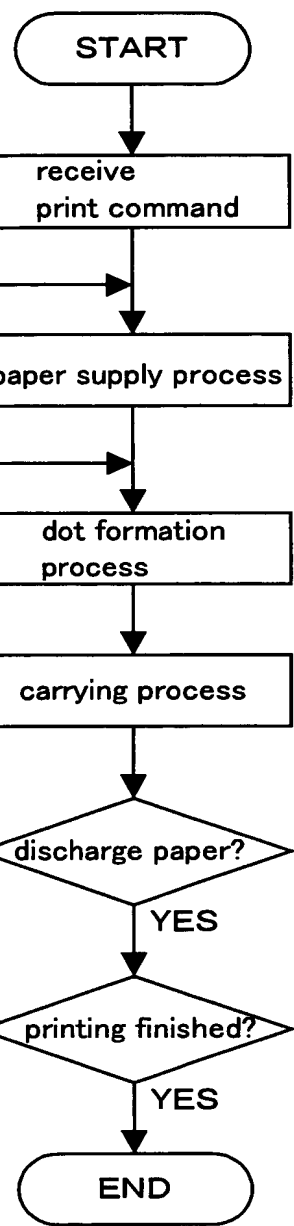 START
receive
print command
paper supply process
dot formation
process
carrying process
discharge paper?
YES
printing finished?
YES
END